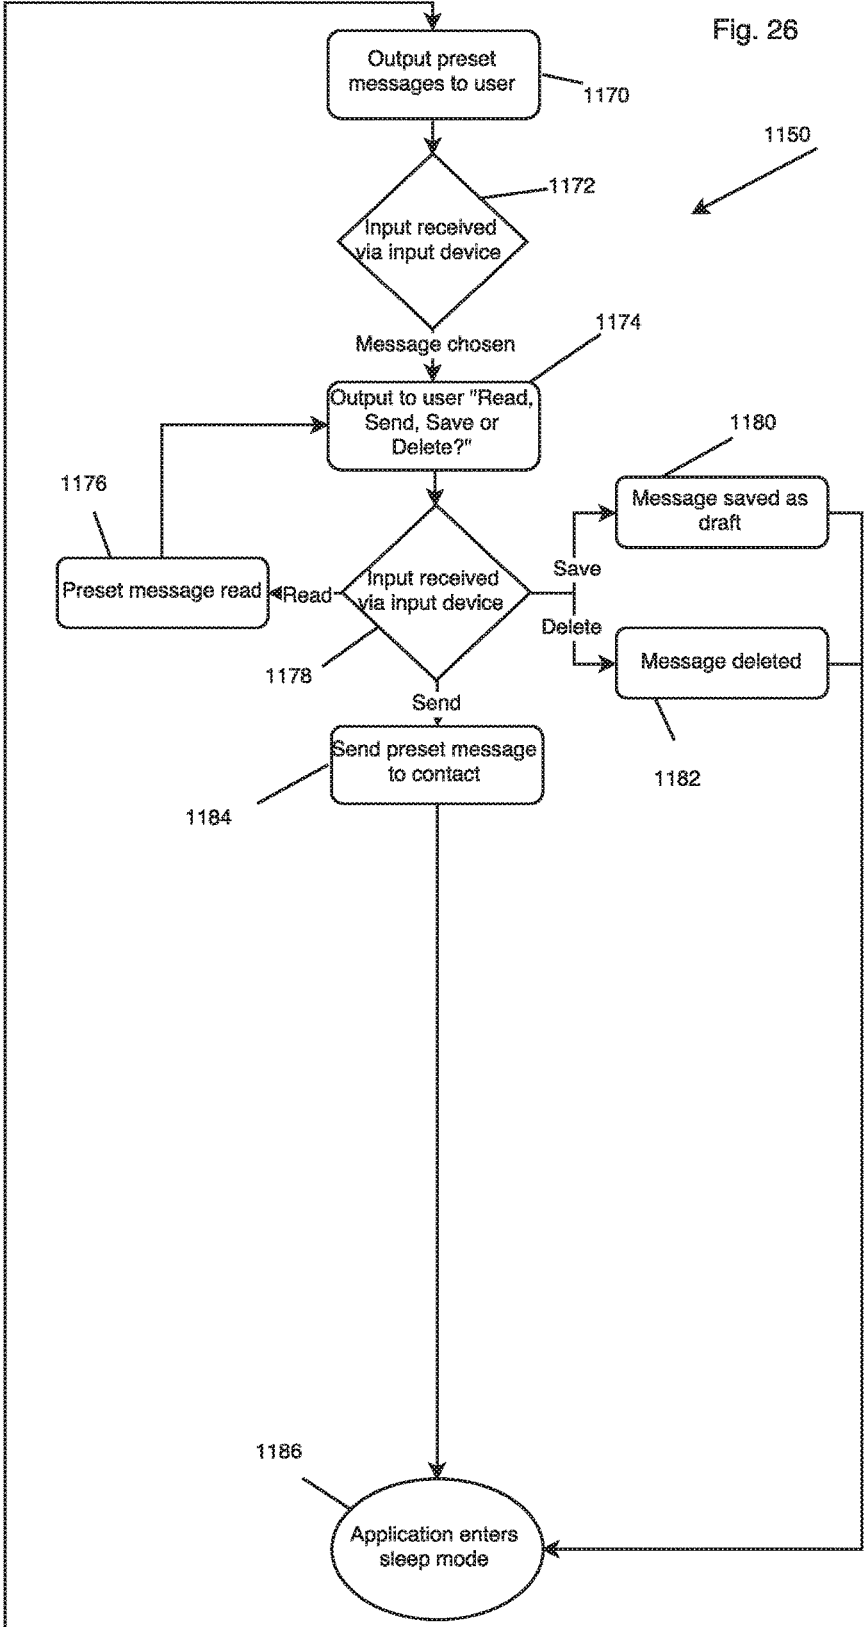 Fig. 26
Output preset
messages to user
1170
1150
1172
Input received
via input device
1174
Message chosen
Output to user "Read,
Send, Save or
Delete?"
1180
1176
Message saved as
draft
Preset message read
Read
Input received
via input device
Save
Delete
Message deleted
1178
Send
1182
Send preset message
to contact
1184
1186
Application enters
sleep mode